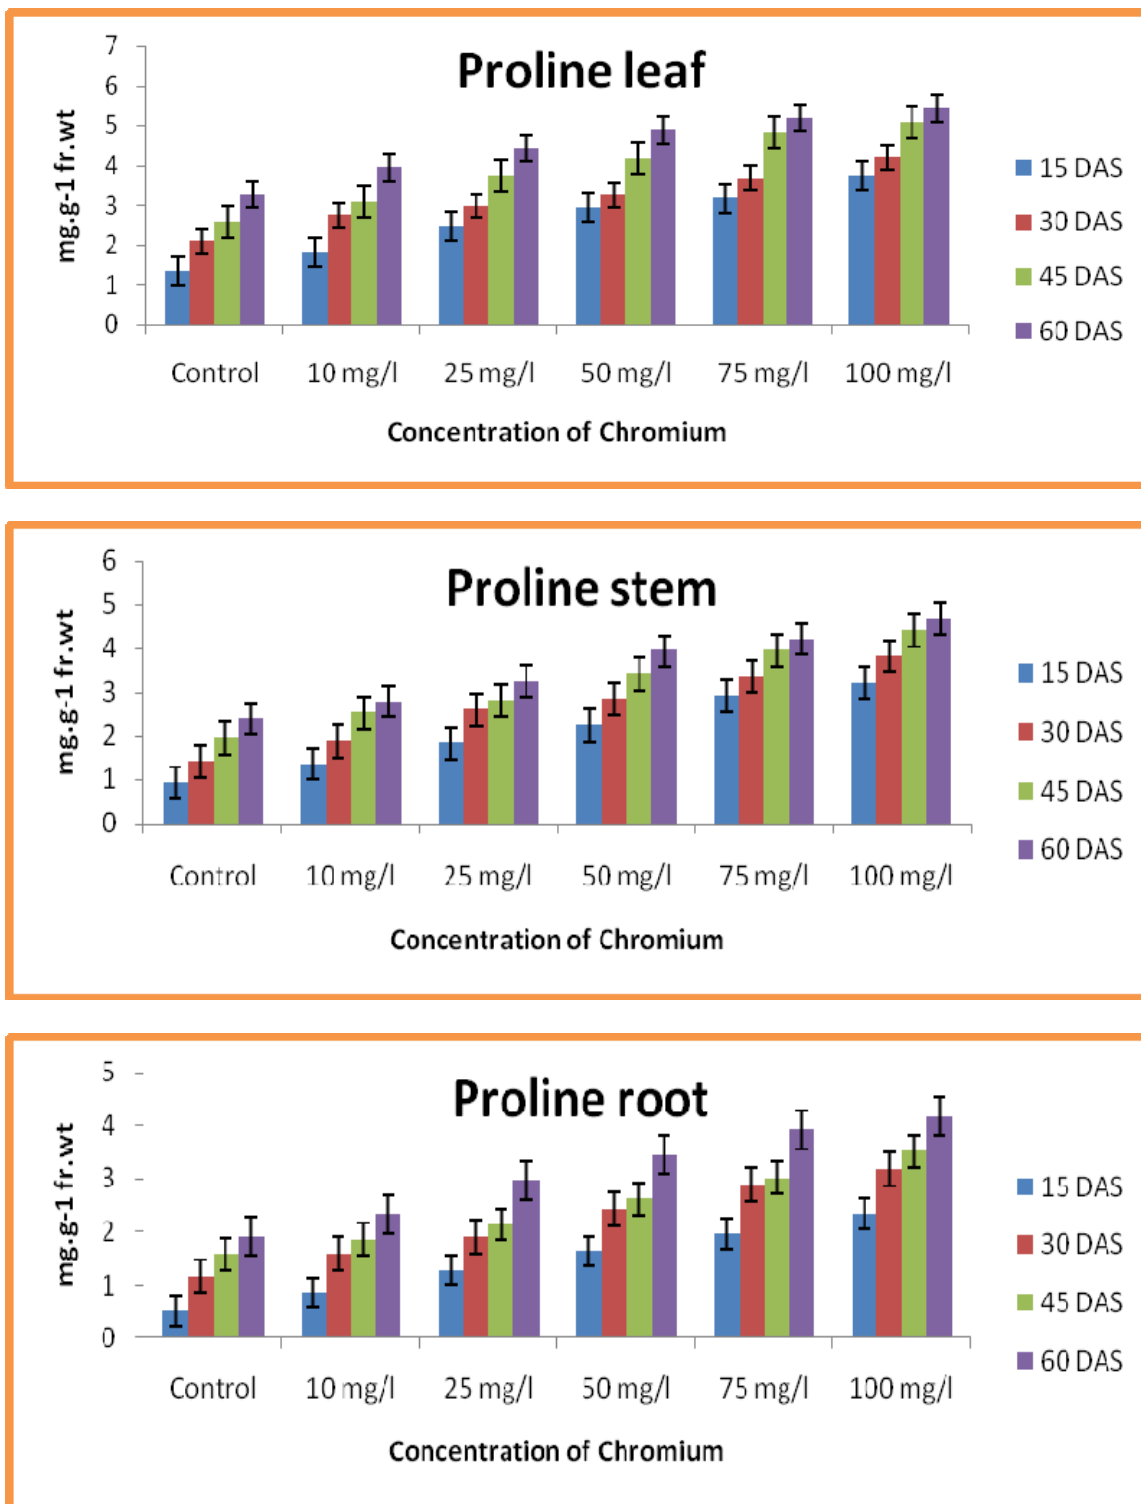 Proline leaf
7
6
5
4
3
2
1
0
mg.g-1 fr.wt
Control 10 mg/l 25 mg/l 50 mg/l 75 mg/l 100 mg/l
Concentration of Chromium
15 DAS
30 DAS
45 DAS
60 DAS
Proline stem
6
5
4
3
2
1
0
mg.g-1 fr.wt
Control 10 mg/l 25 mg/l 50 mg/l 75 mg/l 100 mg/l
Concentration of Chromium
15 DAS
30 DAS
45 DAS
60 DAS
Proline root
5
4
3
2
1
0
mg.g-1 fr.wt
Control 10 mg/l 25 mg/l 50 mg/l 75 mg/l 100 mg/l
Concentration of Chromium
15 DAS
30 DAS
45 DAS
60 DAS